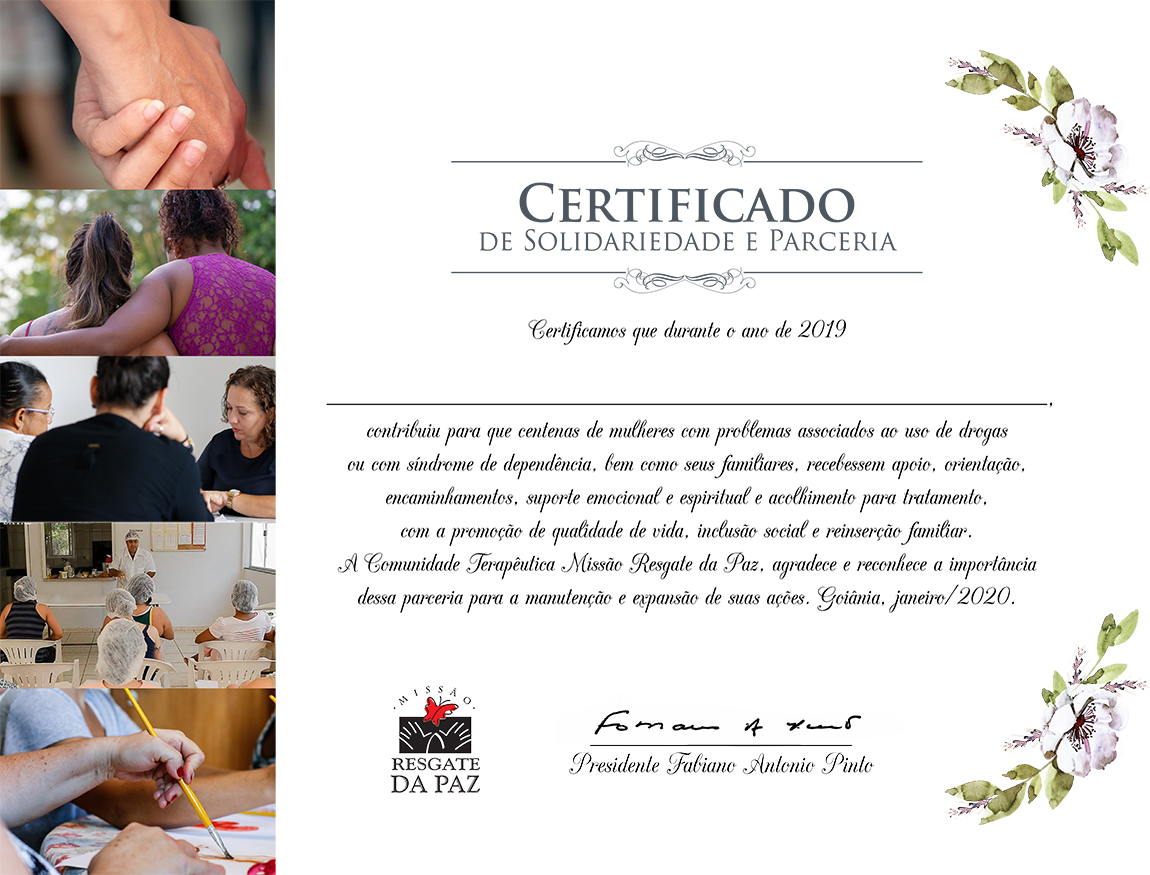 CERTIFICADO
DE SOLIDARIEDADE E PARCERIA
Certificamos que durante o ano de 2019
,
contribuiu para que centenas de mulheres com problemas associados ao uso de drogas
ou com síndrome de dependência, bem como seus familiares, recebessem apoio, orientação,
encaminhamentos, suporte emocional e espiritual e acolhimento para tratamento,
com a promoção de qualidade de vida, inclusão social e reinserção familiar.
A Comunidade Terapêutica Missão Resgate da Paz, agradece e reconhece a importância
dessa parceria para a manutenção e expansão de suas ações. Goiânia, janeiro/2020.
· MISSÃO ·
RESGATE
DA PAZ
Presidente Fabiano Antonio Pinto